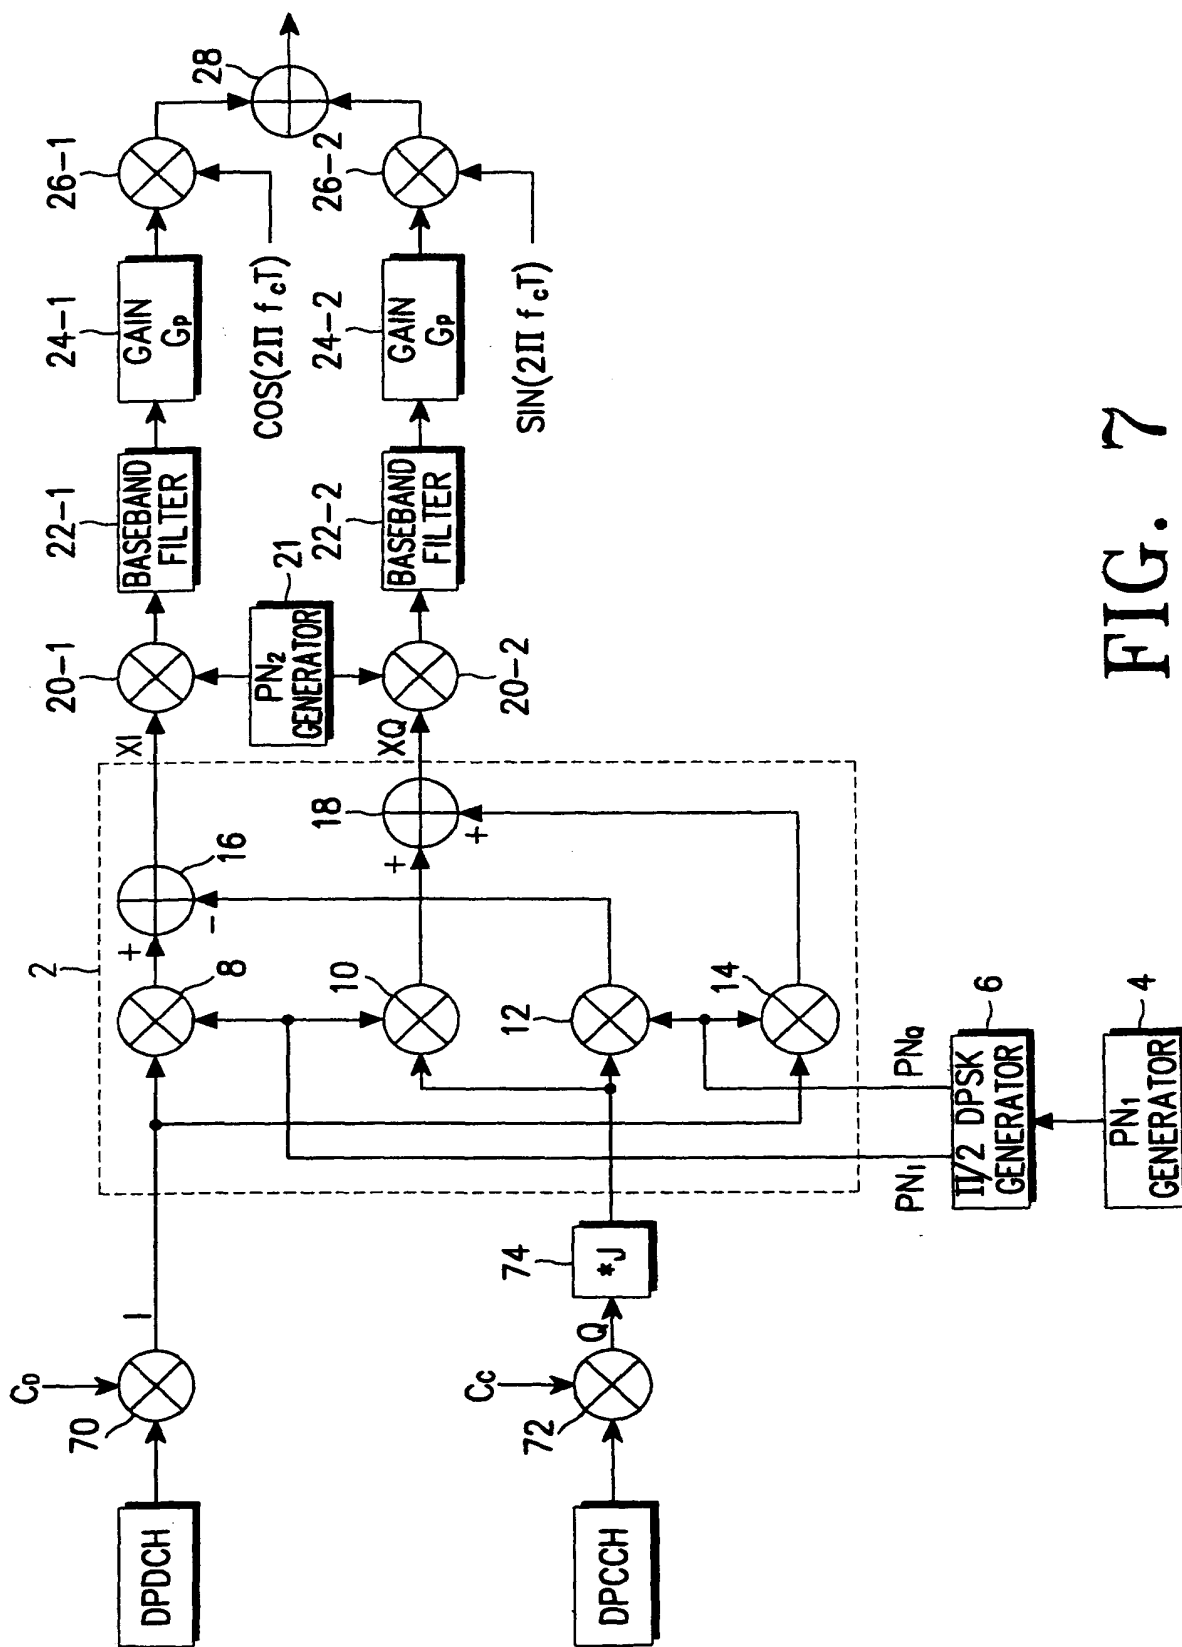 DPDCH
CD
70
I
2
8
+
-
16
XI
20-1
BASEBAND
FILTER
22-1
GAIN
GP
24-1
26-1
COS(2Π fcT)
28
PN2
GENERATOR
21
DPCCH
CC
72
Q
*J
74
10
12
14
+
+
18
XQ
20-2
BASEBAND
FILTER
22-2
GAIN
GP
24-2
26-2
SIN(2Π fcT)
PNI
PNQ
Π/2 DPSK
GENERATOR
6
PN1
GENERATOR
4
FIG. 7